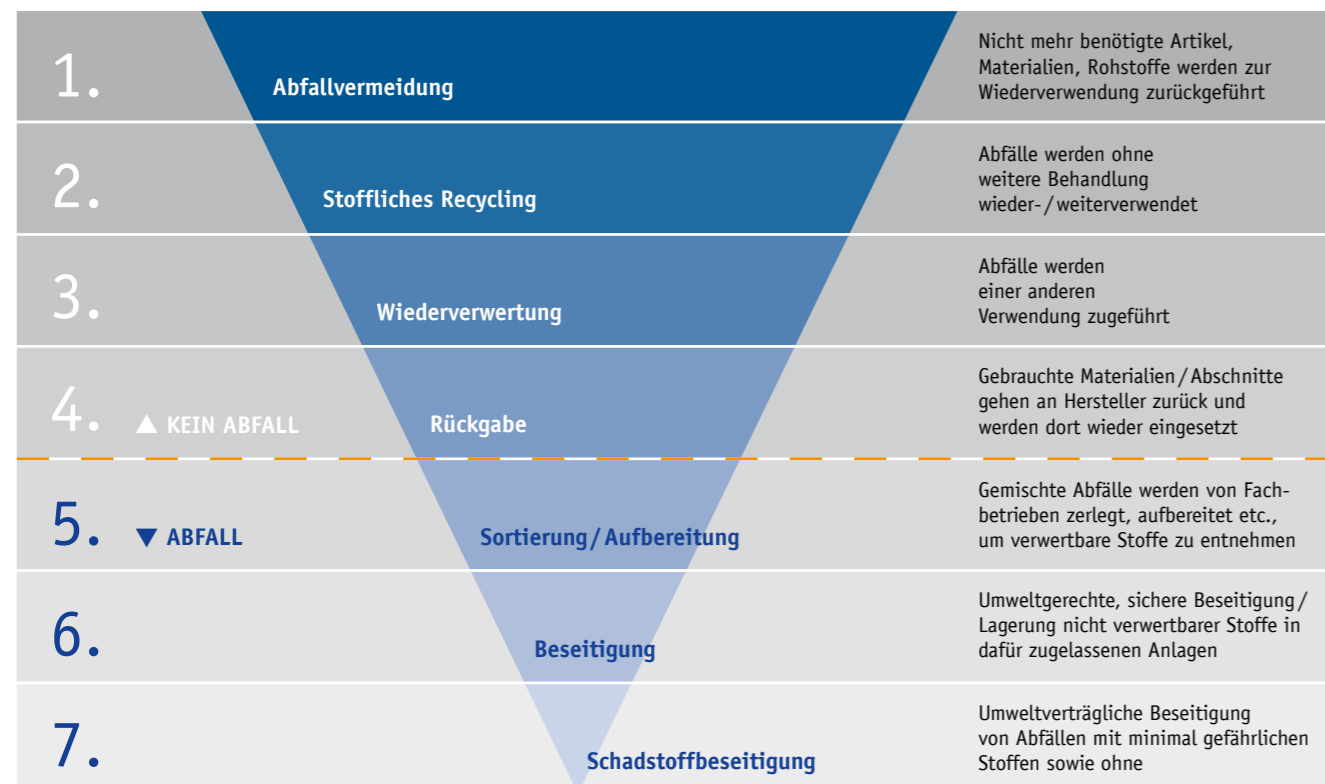 1.
Abfallvermeidung
Nicht mehr benötigte Artikel,
Materialien, Rohstoffe werden zur
Wiederverwendung zurückgeführt
2.
Stoffliches Recycling
Abfälle werden ohne
weitere Behandlung
wieder-/weiterverwendet
3.
Wiederverwertung
Abfälle werden
einer anderen
Verwendung zugeführt
4.
▲ KEIN ABFALL
Rückgabe
Gebrauchte Materialien/Abschnitte
gehen an Hersteller zurück und
werden dort wieder eingesetzt
5.
▼ ABFALL
Sortierung/Aufbereitung
Gemischte Abfälle werden von Fach-
betrieben zerlegt, aufbereitet etc.,
um verwertbare Stoffe zu entnehmen
6.
Beseitigung
Umweltgerechte, sichere Beseitigung/
Lagerung nicht verwertbarer Stoffe in
dafür zugelassenen Anlagen
7.
Schadstoffbeseitigung
Umweltverträgliche Beseitigung
von Abfällen mit minimal gefährlichen
Stoffen sowie ohne